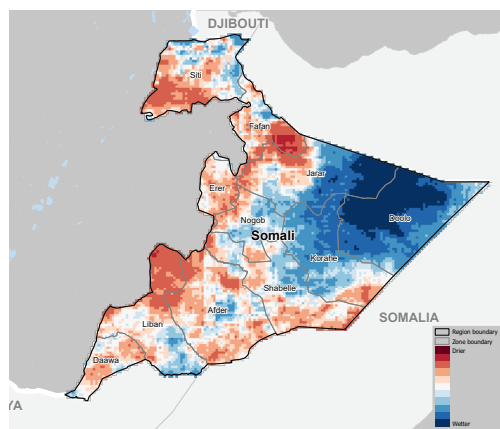 DJIBOUTI
Siti
Fafan
Jarar
Erer
Nogob
Doolo
Somali
Korahe
Shabelle
Afder
Liban
Daawa
SOMALIA
YA
Region boundary
Zone boundary
Drier
Wetter